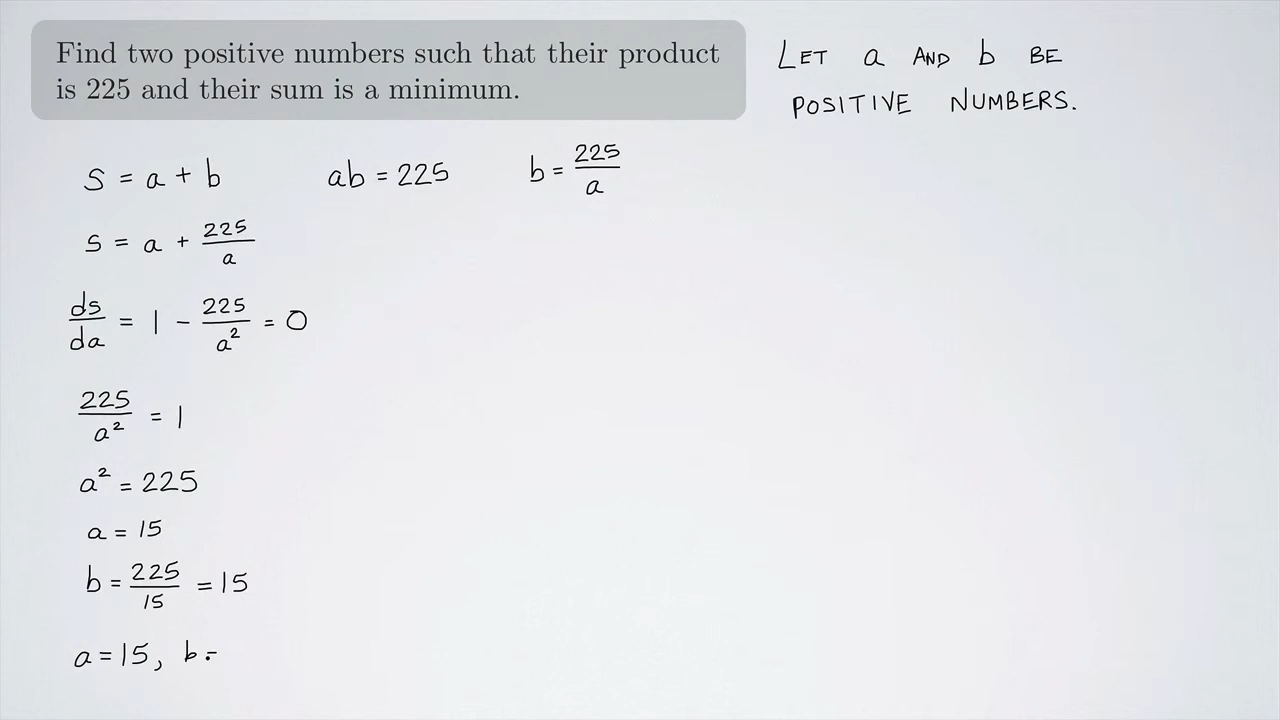 Find two positive numbers such that their product
is 225 and their sum is a minimum.
LET a AND b BE
POSITIVE NUMBERS.
S = a + b    ab = 225    b = 225/a
S = a + 225/a
ds/da = 1 - 225/a² = 0
225/a² = 1
a² = 225
a = 15
b = 225/15 = 15
a = 15, b =